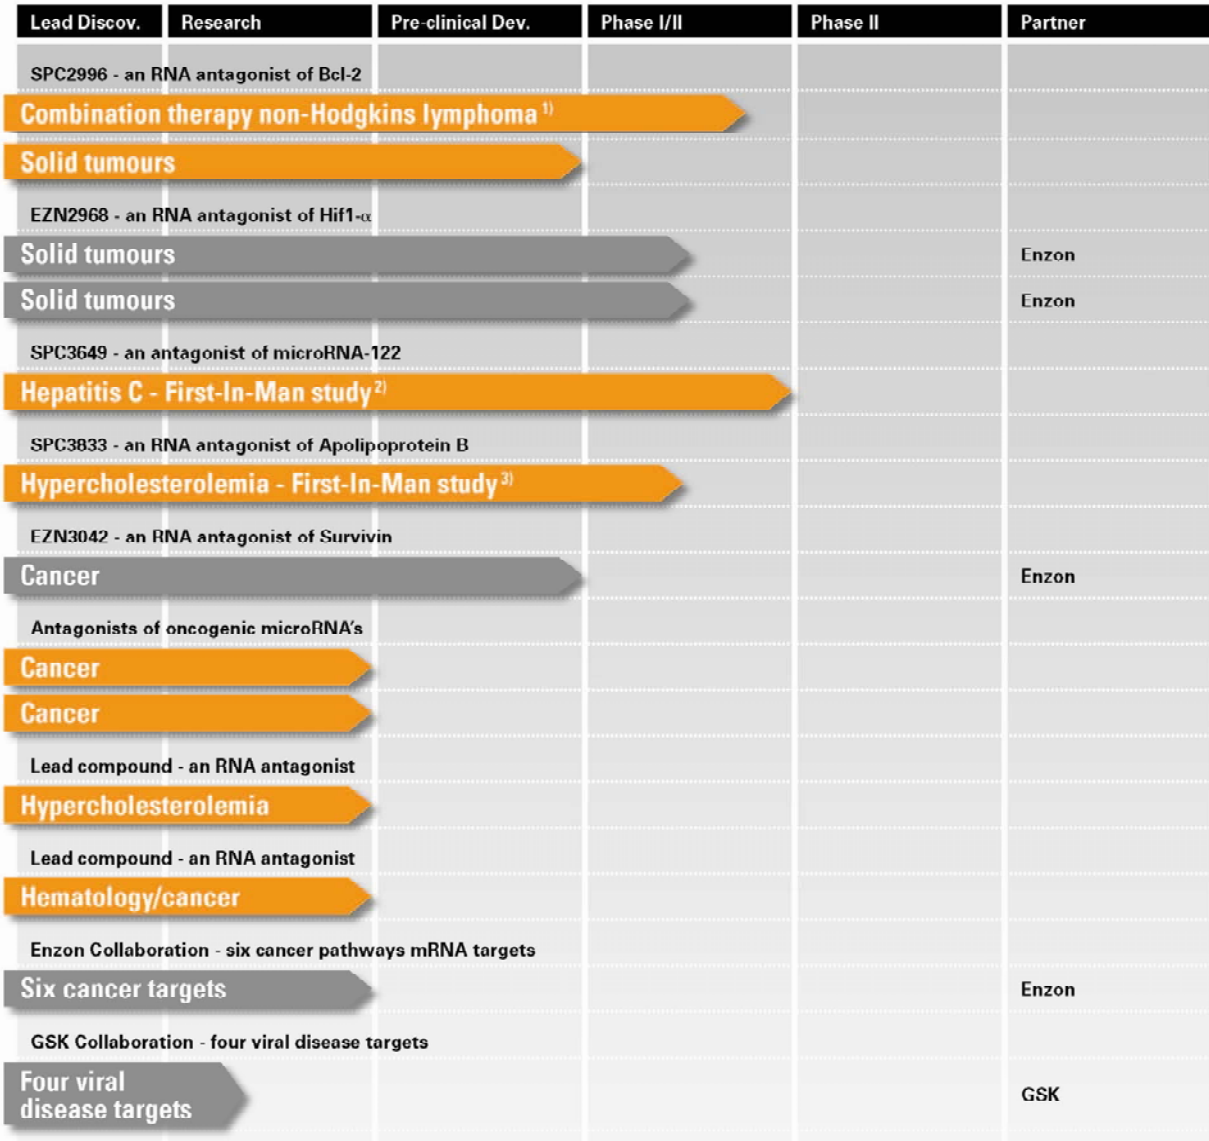 Lead Discov. Research Pre-clinical Dev. Phase I/II Phase II Partner
SPC2996 - an RNA antagonist of Bcl-2
Combination therapy non-Hodgkins lymphoma 1)
Solid tumours
EZN2968 - an RNA antagonist of Hif1-α
Solid tumours Enzon
Solid tumours Enzon
SPC3649 - an antagonist of microRNA-122
Hepatitis C - First-In-Man study 2)
SPC3833 - an RNA antagonist of Apolipoprotein B
Hypercholesterolemia - First-In-Man study 3)
EZN3042 - an RNA antagonist of Survivin
Cancer Enzon
Antagonists of oncogenic microRNA's
Cancer
Cancer
Lead compound - an RNA antagonist
Hypercholesterolemia
Lead compound - an RNA antagonist
Hematology/cancer
Enzon Collaboration - six cancer pathways mRNA targets
Six cancer targets Enzon
GSK Collaboration - four viral disease targets
Four viral
disease targets GSK